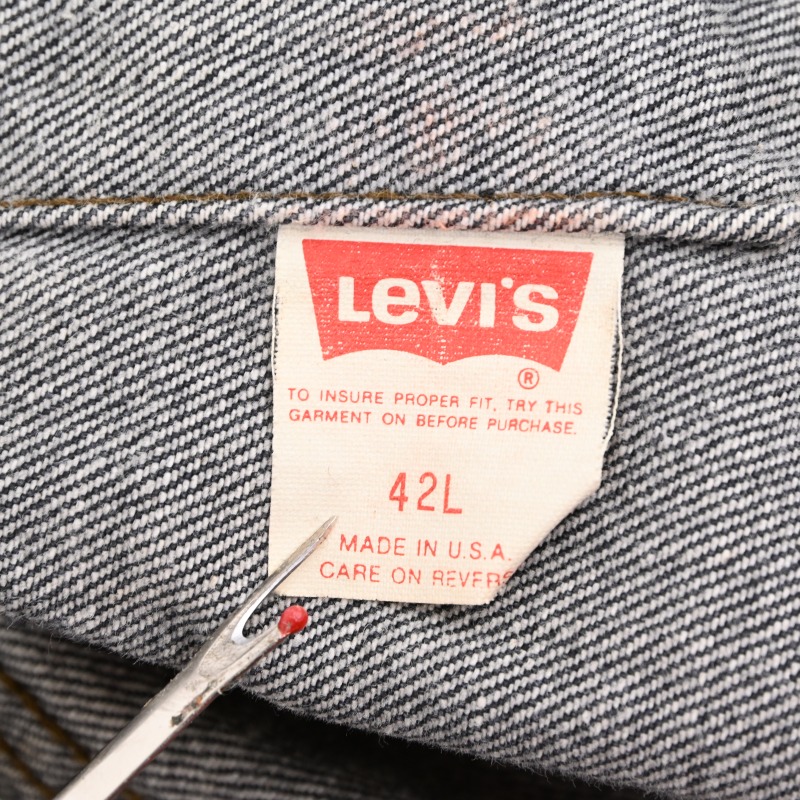 LEVI'S
®
TO INSURE PROPER FIT, TRY THIS
GARMENT ON BEFORE PURCHASE.
42L
MADE IN U.S.A.
CARE ON REVERS